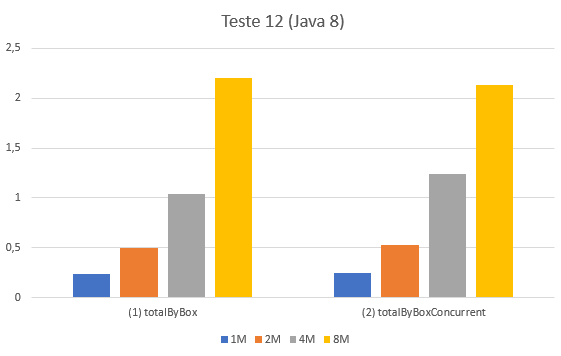 Teste 12 (Java 8)
2,5
2
1,5
1
0,5
0
(1) totalByBox (2) totalByBoxConcurrent
1M 2M 4M 8M